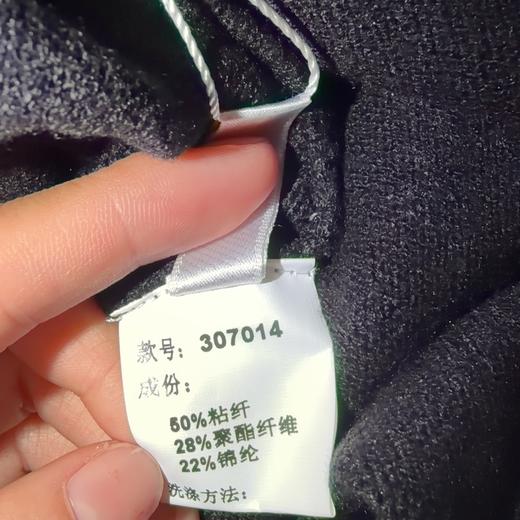 款号：307014
成份：
50%粘纤
28%聚酯纤维
22%锦纶
洗涤方法：